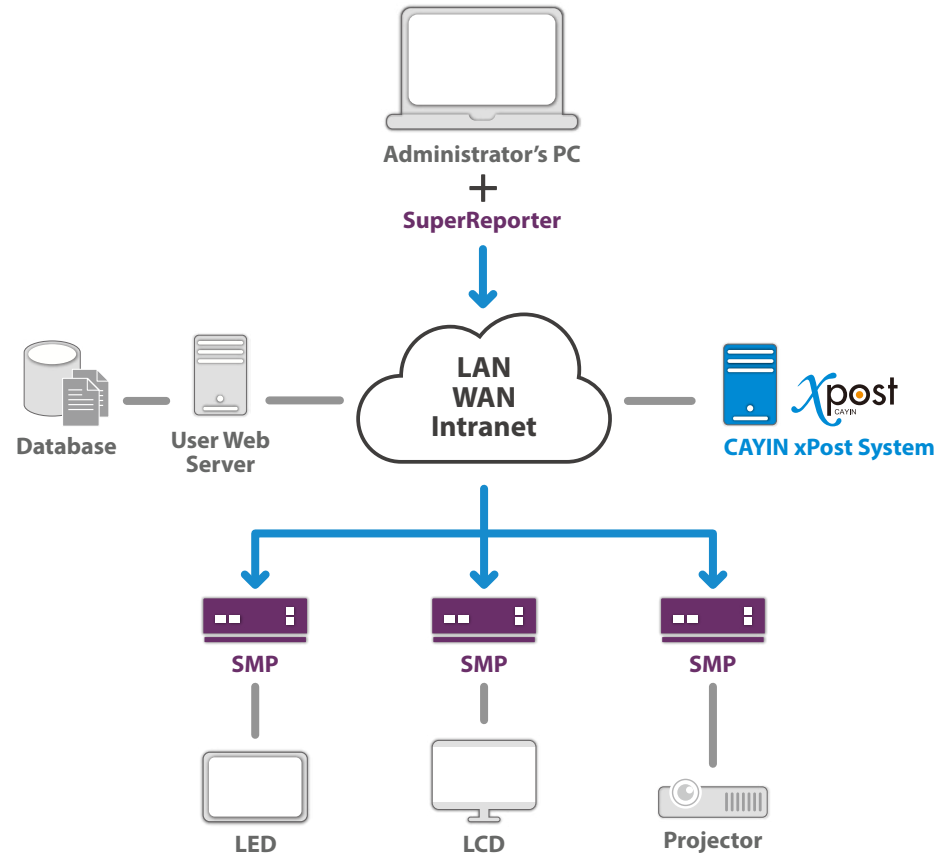 Administrator's PC
+
SuperReporter
LAN
WAN
Intranet
Database
User Web
Server
Xpost
CAYIN
CAYIN xPost System
SMP
SMP
SMP
LED
LCD
Projector